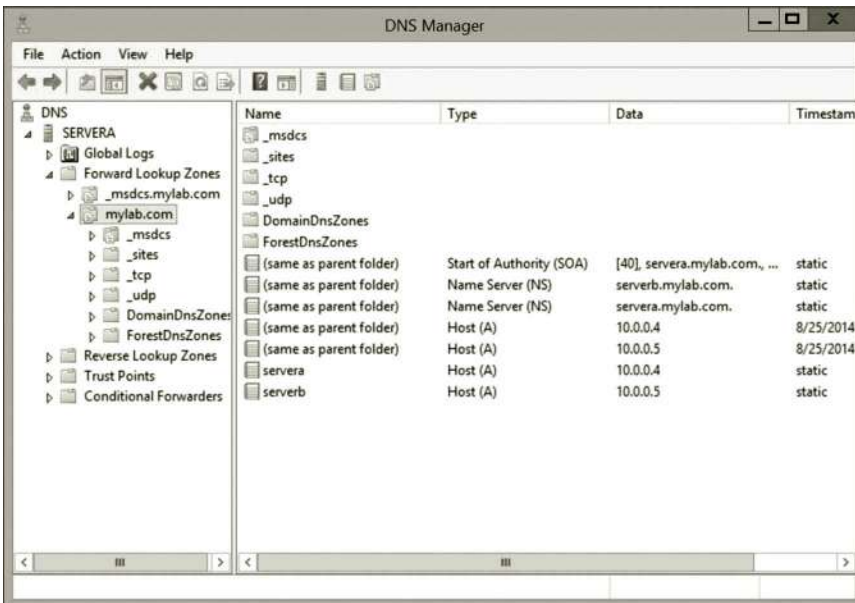 DNS Manager
File Action View Help
DNS
SERVERA
Global Logs
Forward Lookup Zones
_msdcs.mylab.com
mylab.com
_msdcs
_sites
_tcp
_udp
DomainDnsZones
ForestDnsZones
Reverse Lookup Zones
Trust Points
Conditional Forwarders
Name Type Data Timestam
_msdcs
_sites
_tcp
_udp
DomainDnsZones
ForestDnsZones
(same as parent folder) Start of Authority (SOA) [40], servera.mylab.com., ... static
(same as parent folder) Name Server (NS) serverb.mylab.com. static
(same as parent folder) Name Server (NS) servera.mylab.com. static
(same as parent folder) Host (A) 10.0.0.4 8/25/2014
(same as parent folder) Host (A) 10.0.0.5 8/25/2014
servera Host (A) 10.0.0.4 static
serverb Host (A) 10.0.0.5 static